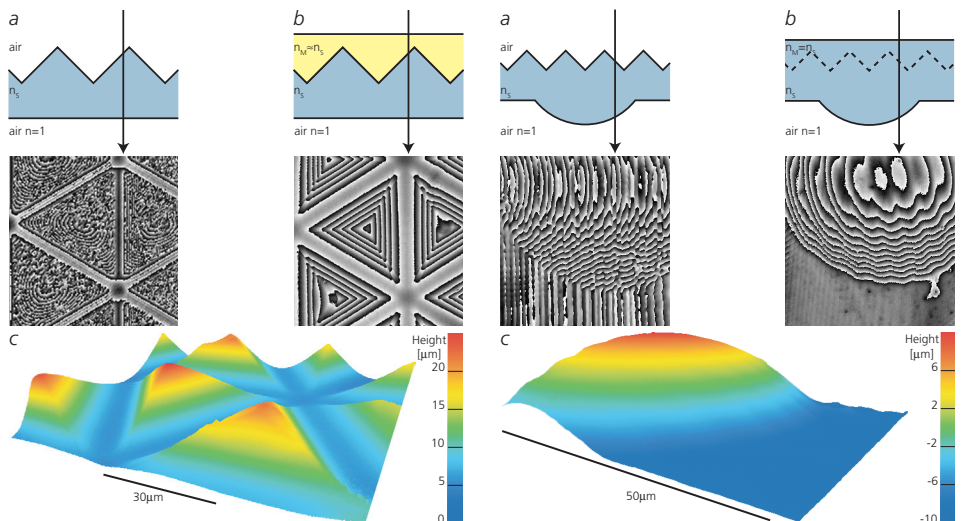 a
air
n_s
air n=1
b
n_M≈n_s
n_s
air n=1
a
air
n_s
air n=1
b
n_M=n_s
n_s
air n=1
c
Height
[μm]
20
15
10
5
0
30μm
c
Height
[μm]
6
2
-2
-6
-10
50μm